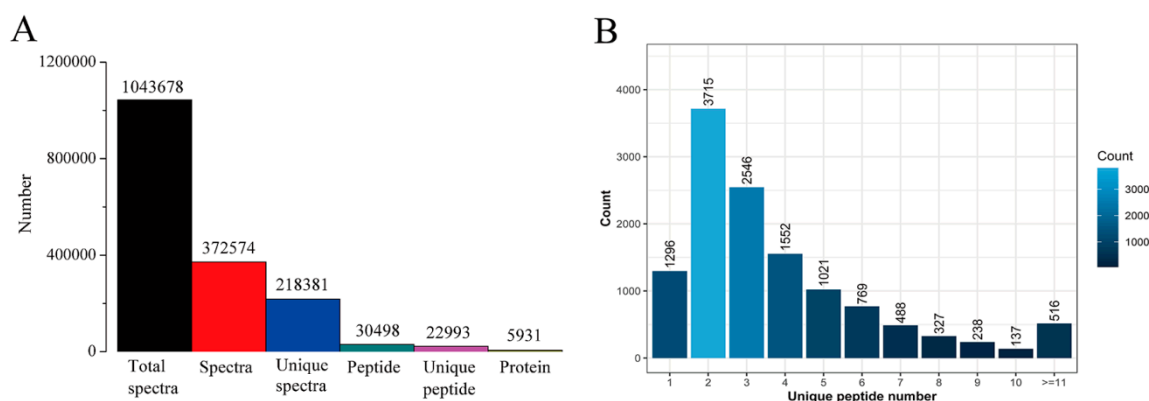 A
1200000
800000
400000
0
Number
1043678
372574
218381
30498
22993
5931
Total
spectra
Spectra
Unique
spectra
Peptide
Unique
peptide
Protein
B
4000
3000
2000
1000
0
Count
1296
3715
2546
1552
1021
769
488
327
238
137
516
1
2
3
4
5
6
7
8
9
10
>=11
Unique peptide number
Count
3000
2000
1000